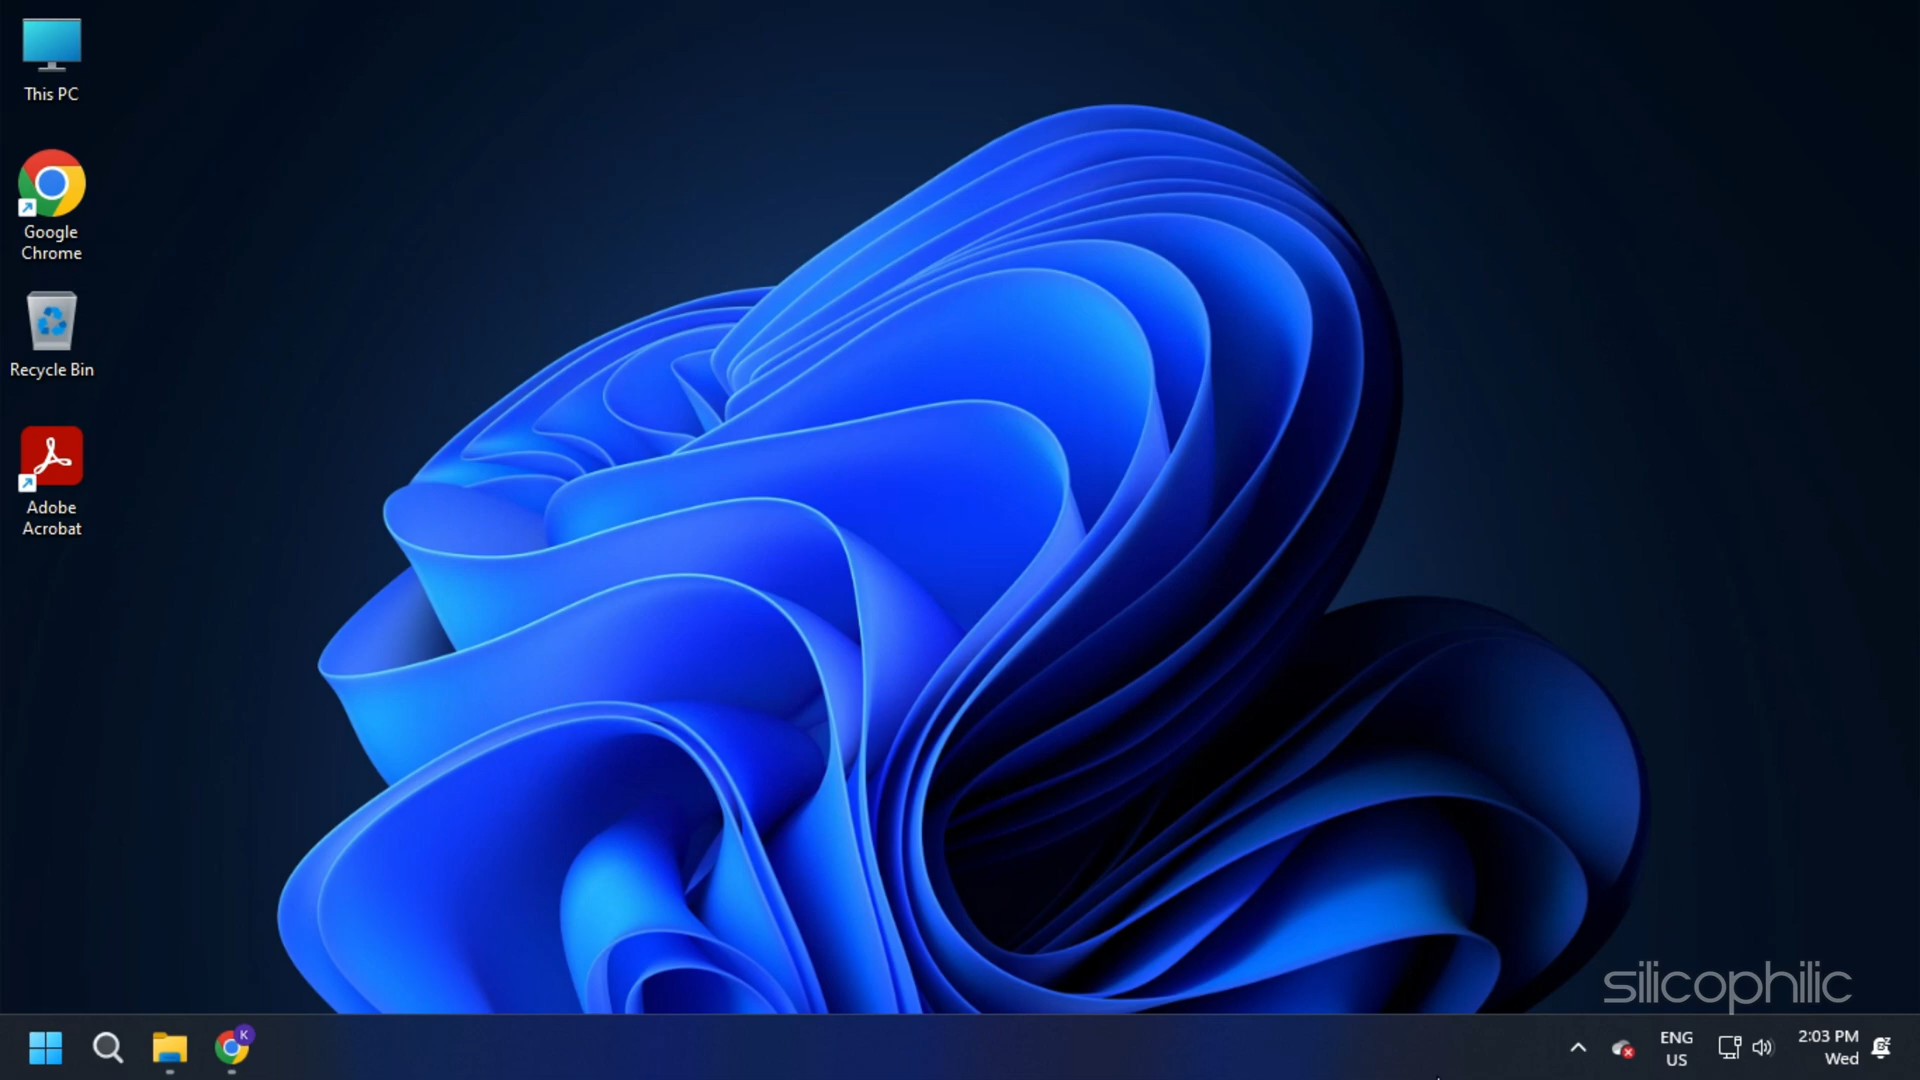 This PC
Google
Chrome
Recycle Bin
Adobe
Acrobat
silicophilic
K
ENG
US
2:03 PM
Wed